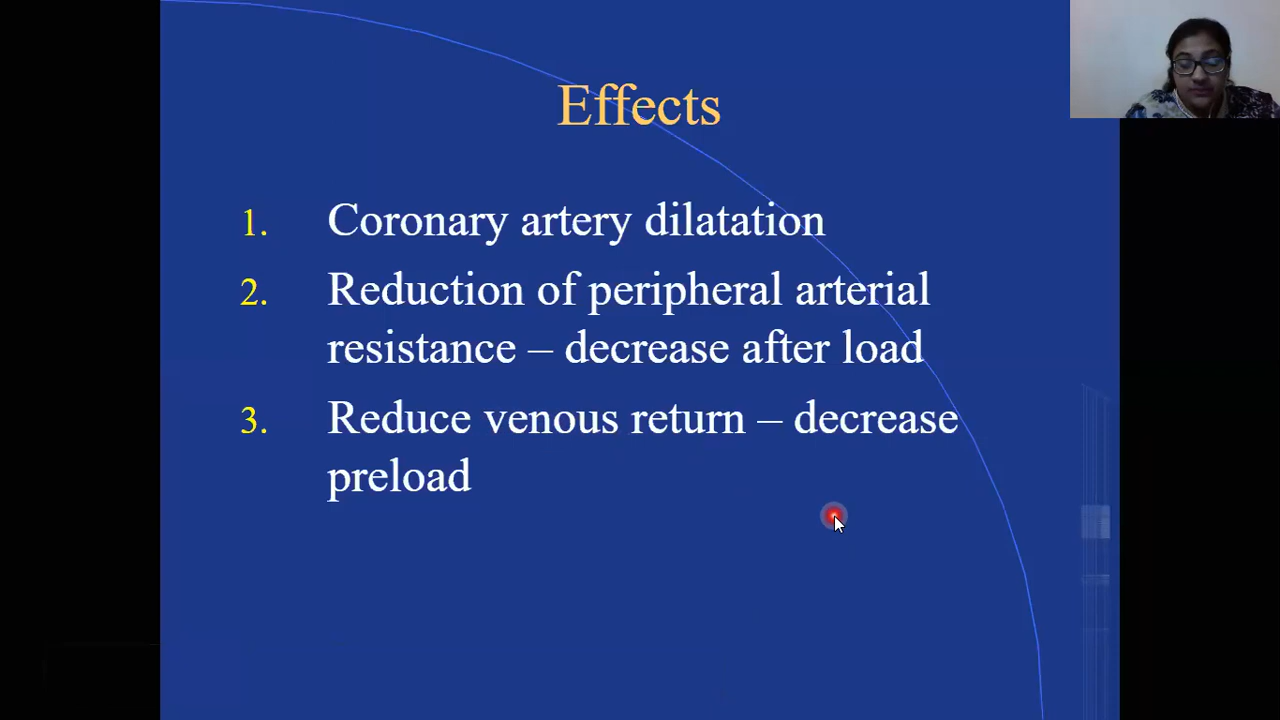 Effects
1. Coronary artery dilatation
2. Reduction of peripheral arterial
resistance – decrease after load
3. Reduce venous return – decrease
preload